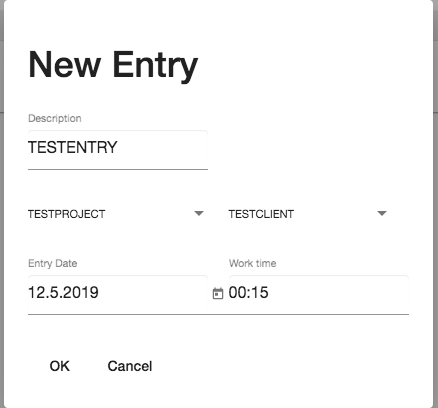 New Entry
Description
TESTENTRY
TESTPROJECT TESTCLIENT
Entry Date Work time
12.5.2019 00:15
OK Cancel